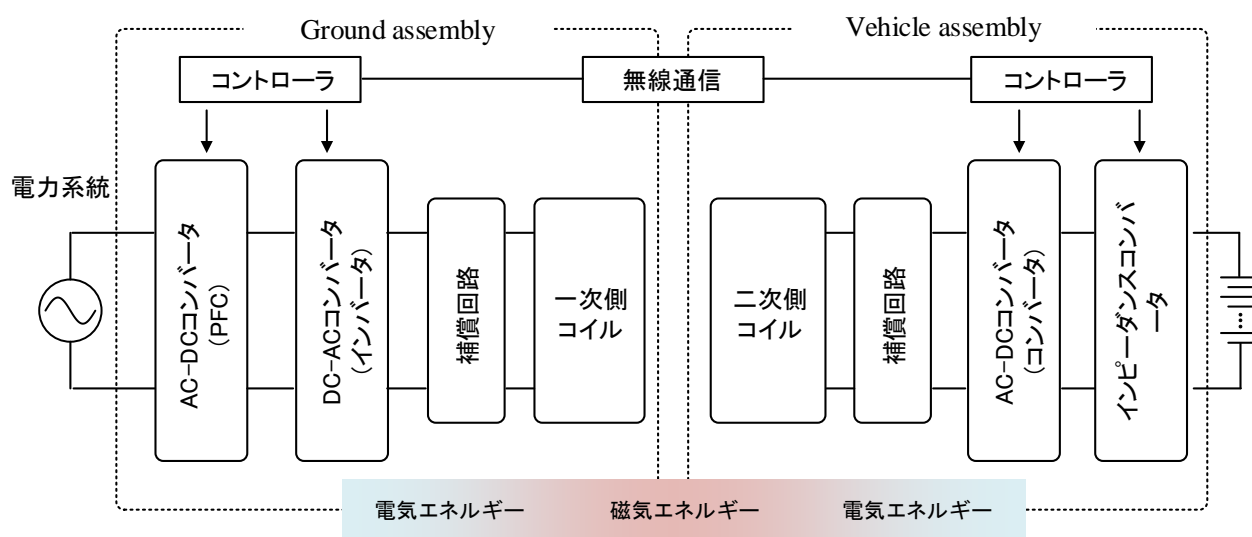 Ground assembly
Vehicle assembly
コントローラ
無線通信
コントローラ
電力系統
AC-DCコンバータ
(PFC)
DC-ACコンバータ
(インバータ)
補償回路
一次側
コイル
二次側
コイル
補償回路
AC-DCコンバータ
(コンバータ)
インピーダンスコンバ
ータ
電気エネルギー
磁気エネルギー
電気エネルギー